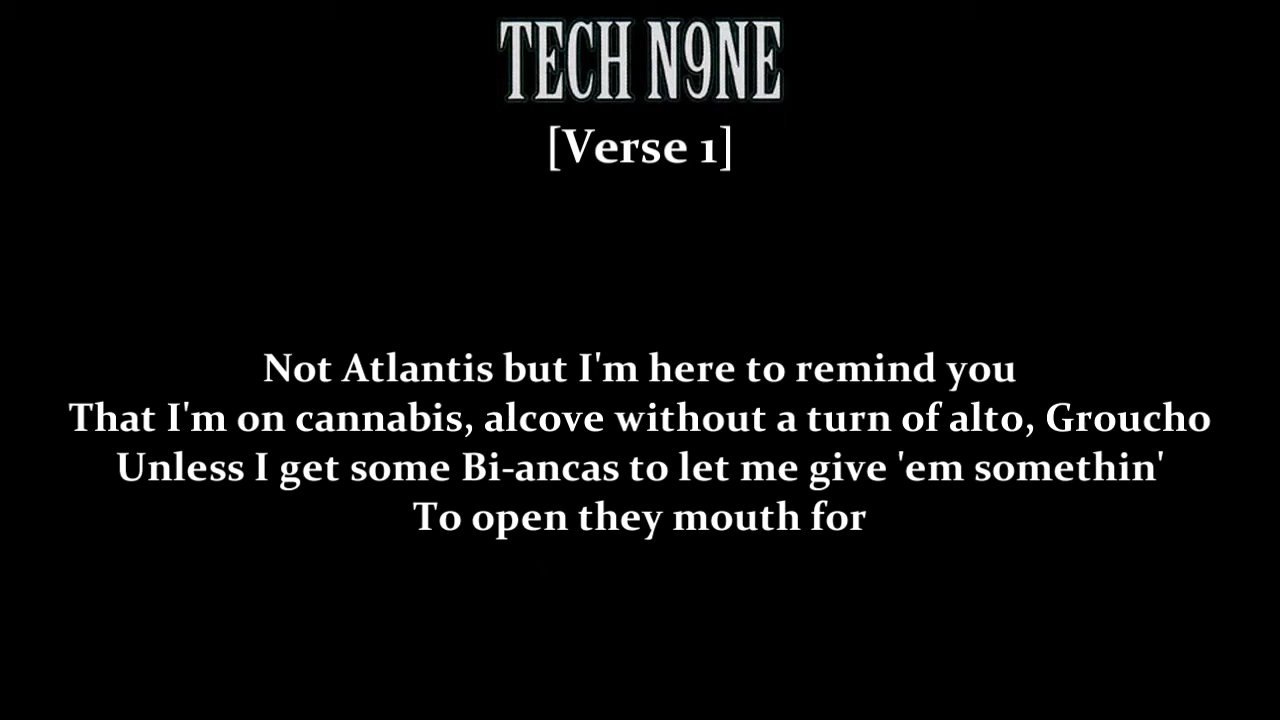 TECH N9NE
[Verse 1]
Not Atlantis but I'm here to remind you
That I'm on cannabis, alcove without a turn of alto, Groucho
Unless I get some Bi-ancas to let me give 'em somethin'
To open they mouth for